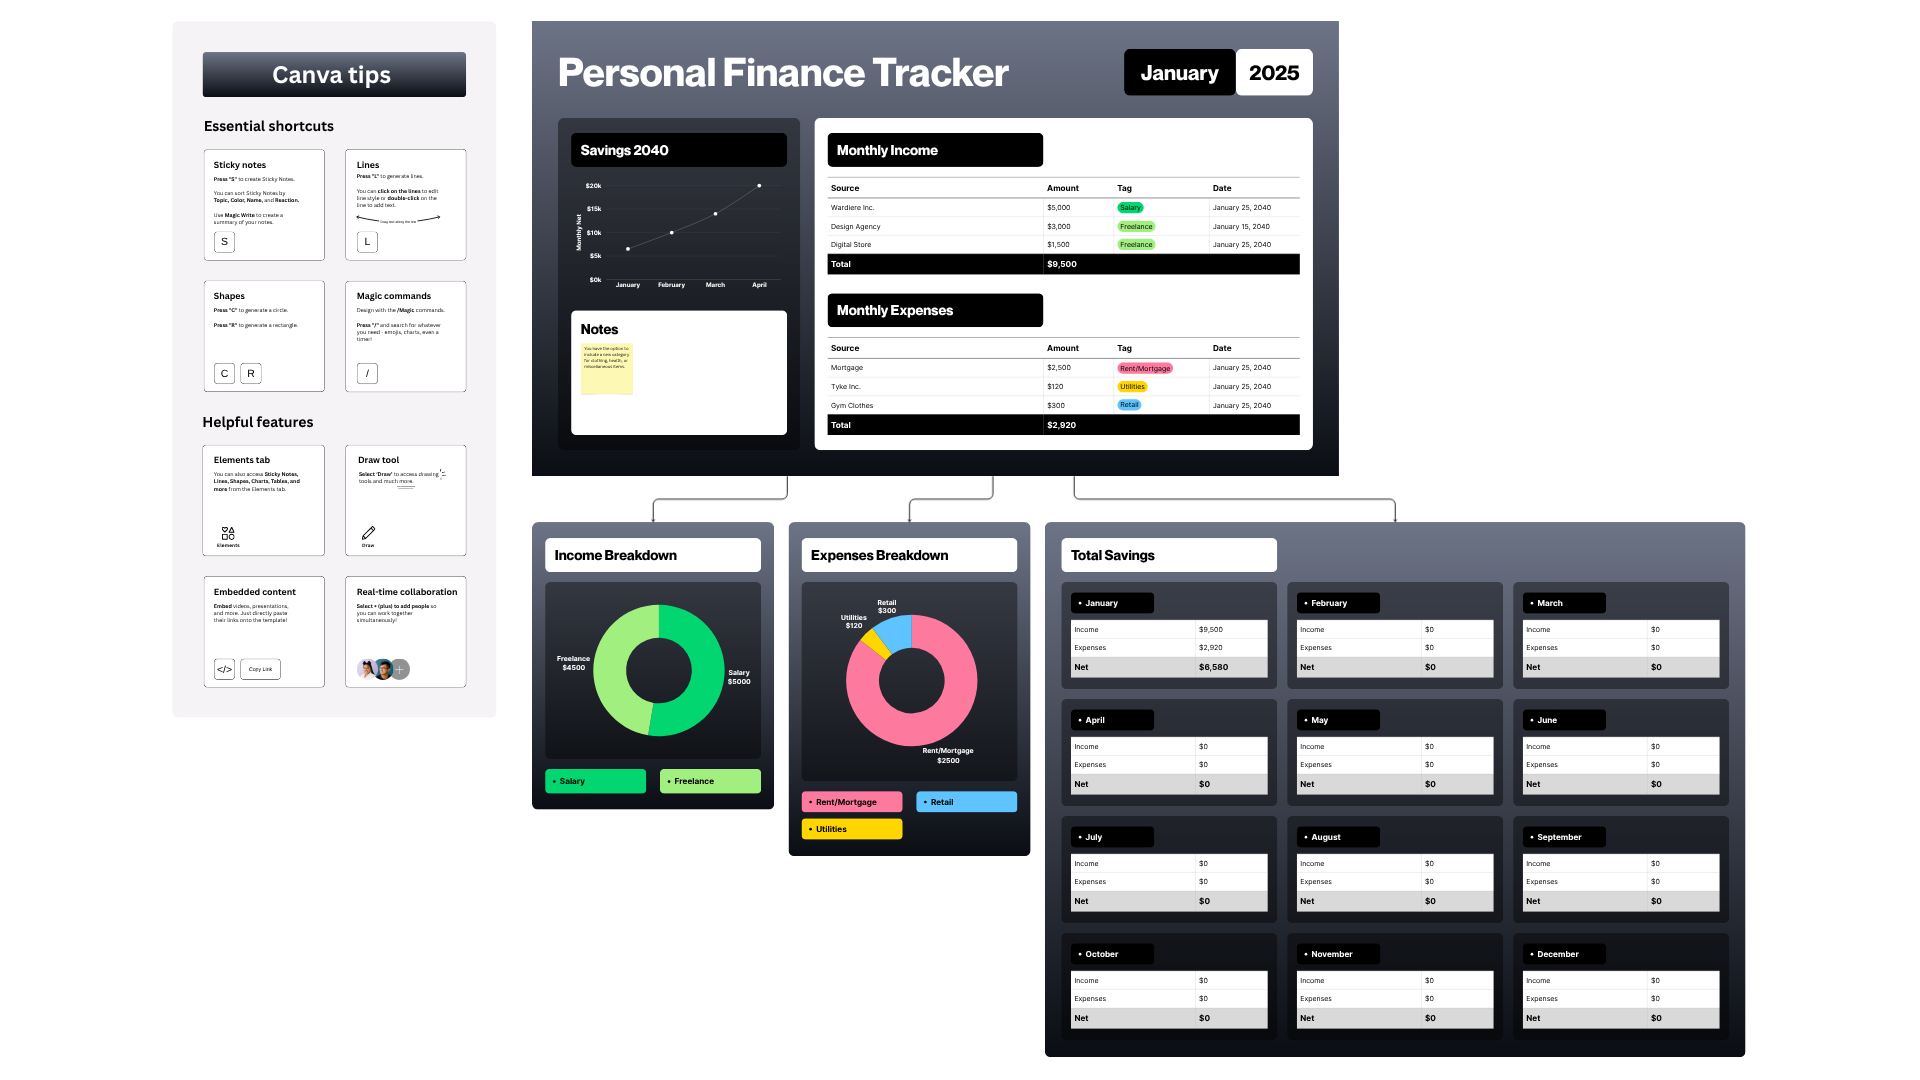 Canva tips
Essential shortcuts
Sticky notes
Press "S" to create Sticky Notes.
You can sort Sticky Notes by
Topic, Color, Name, and Reaction.
Use Magic Write to create a
summary of your notes.
S
Lines
Press "L" to generate lines.
You can click on the lines to edit
line style or double-click on the
line to add text.
Drag text along the line
L
Shapes
Press "C" to generate a circle.
Press "R" to generate a rectangle.
C R
Magic commands
Design with the /Magic commands.
Press "/" and search for whatever
you need - emojis, charts, even a
timer!
/
Helpful features
Elements tab
You can also access Sticky Notes,
Lines, Shapes, Charts, Tables, and
more from the Elements tab.
Elements
Draw tool
Select 'Draw' to access drawing
tools and much more.
Draw
Embedded content
Embed videos, presentations,
and more. Just directly paste
their links onto the template!
</> Copy Link
Real-time collaboration
Select + (plus) to add people so
you can work together
simultaneously!
+
Personal Finance Tracker
January 2025
Savings 2040
Monthly Net
$20k
$15k
$10k
$5k
$0k
January February March April
Notes
You have the option to
include a new category
for clothing, health, or
miscellaneous items.
Monthly Income
Source Amount Tag Date
Wardiere Inc. $5,000 Salary January 25, 2040
Design Agency $3,000 Freelance January 15, 2040
Digital Store $1,500 Freelance January 25, 2040
Total $9,500
Monthly Expenses
Source Amount Tag Date
Mortgage $2,500 Rent/Mortgage January 25, 2040
Tyke Inc. $120 Utilities January 25, 2040
Gym Clothes $300 Retail January 25, 2040
Total $2,920
Income Breakdown
Freelance
$4500
Salary
$5000
• Salary
• Freelance
Expenses Breakdown
Retail
$300
Utilities
$120
Rent/Mortgage
$2500
• Rent/Mortgage
• Retail
• Utilities
Total Savings
• January
Income $9,500
Expenses $2,920
Net $6,580
• February
Income $0
Expenses $0
Net $0
• March
Income $0
Expenses $0
Net $0
• April
Income $0
Expenses $0
Net $0
• May
Income $0
Expenses $0
Net $0
• June
Income $0
Expenses $0
Net $0
• July
Income $0
Expenses $0
Net $0
• August
Income $0
Expenses $0
Net $0
• September
Income $0
Expenses $0
Net $0
• October
Income $0
Expenses $0
Net $0
• November
Income $0
Expenses $0
Net $0
• December
Income $0
Expenses $0
Net $0